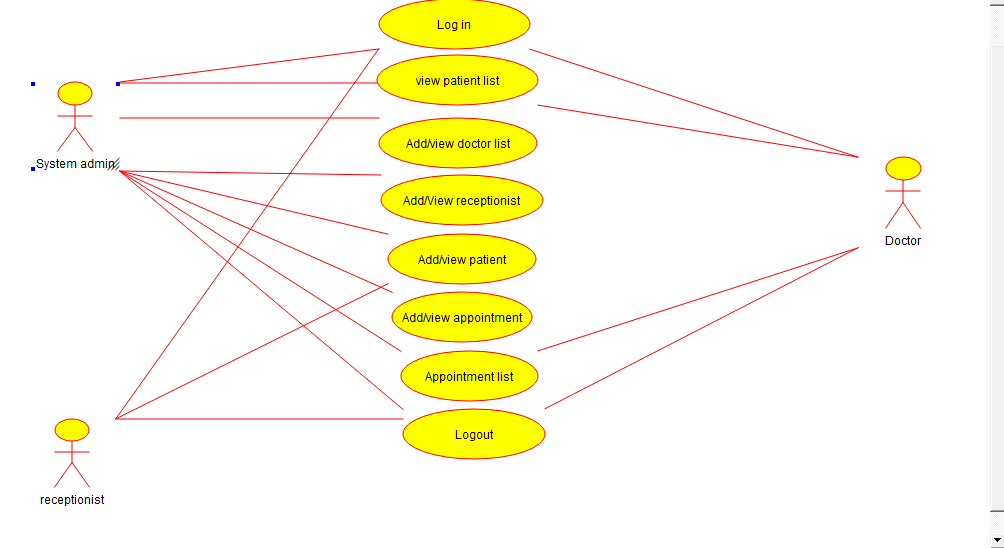 Log in
view patient list
Add/view doctor list
System admin
Add/View receptionist
Doctor
Add/view patient
Add/view appointment
Appointment list
Logout
receptionist